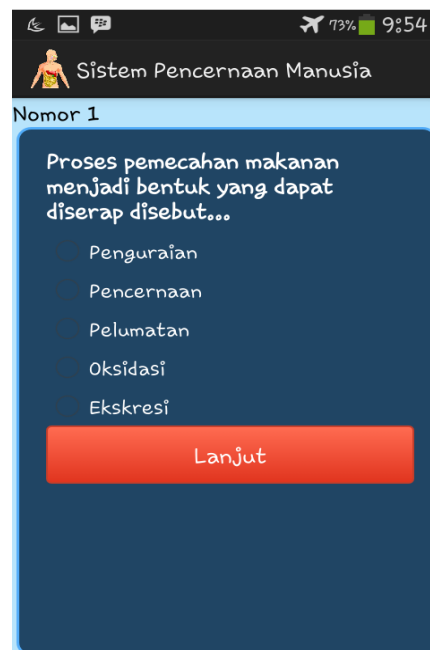 73% 9:54
Sistem Pencernaan Manusia
Nomor 1
Proses pemecahan makanan
menjadi bentuk yang dapat
diserap disebut...
Penguraian
Pencernaan
Pelumatan
Oksidasi
Ekskresi
Lanjut